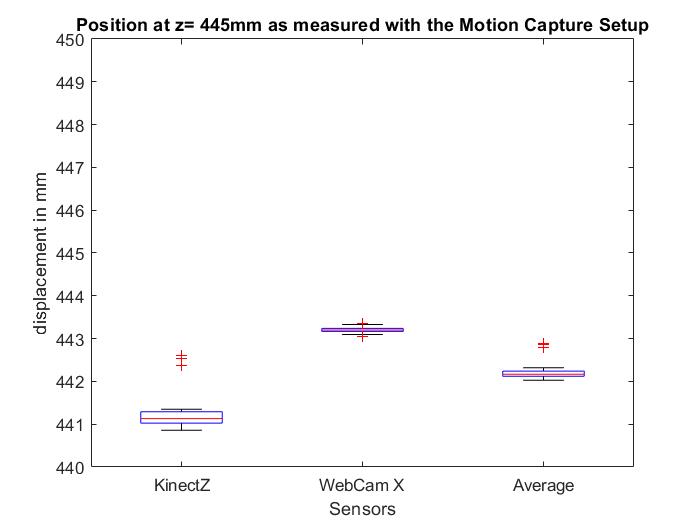 Position at z= 445mm as measured with the Motion Capture Setup
450
449
448
447
446
445
444
443
442
441
440
displacement in mm
KinectZ WebCam X Average
Sensors